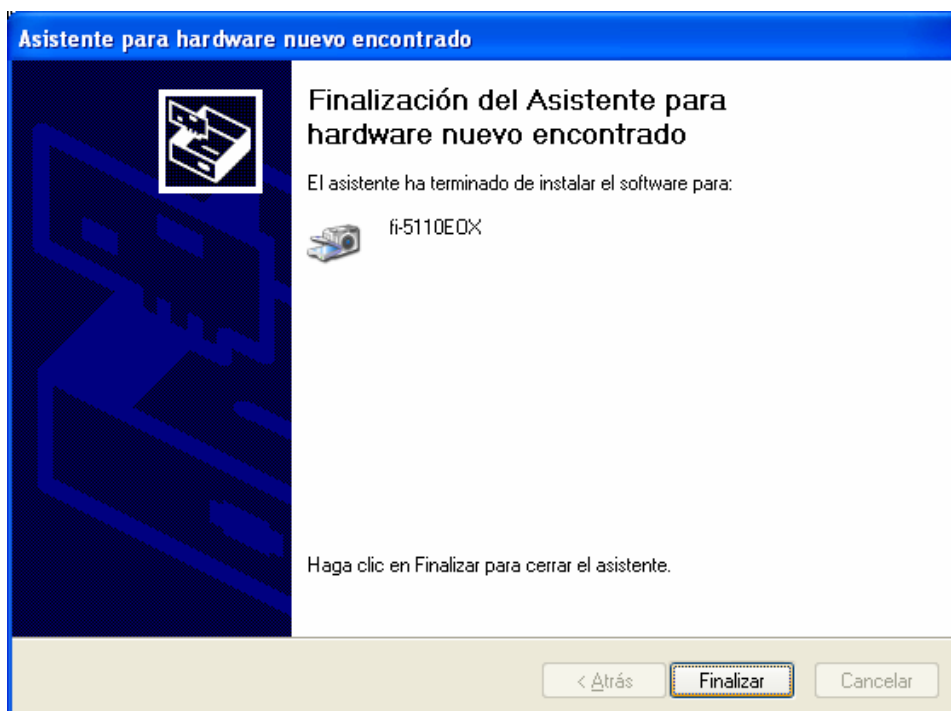 Asistente para hardware nuevo encontrado
Finalización del Asistente para
hardware nuevo encontrado
El asistente ha terminado de instalar el software para:
fi-5110EOX
Haga clic en Finalizar para cerrar el asistente.
< Atrás
Finalizar
Cancelar